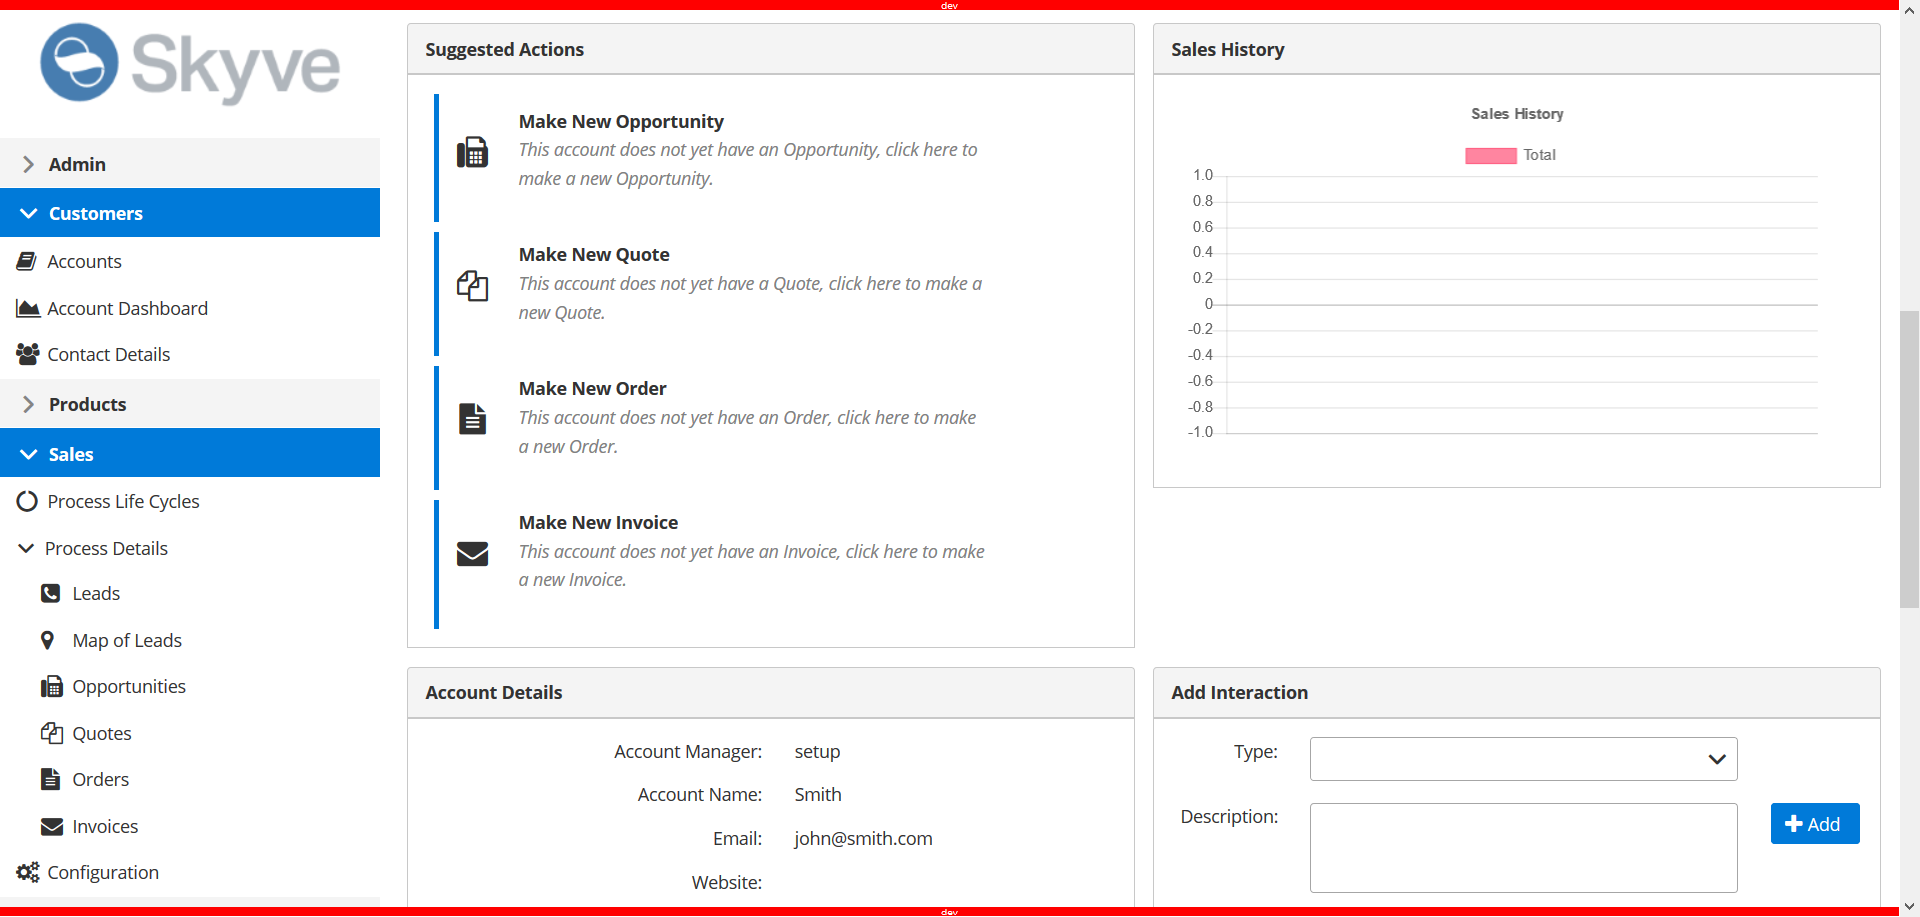 dev
Skyve
Admin
Customers
Accounts
Account Dashboard
Contact Details
Products
Sales
Process Life Cycles
Process Details
Leads
Map of Leads
Opportunities
Quotes
Orders
Invoices
Configuration
Suggested Actions
Make New Opportunity
This account does not yet have an Opportunity, click here to
make a new Opportunity.
Make New Quote
This account does not yet have a Quote, click here to make a
new Quote.
Make New Order
This account does not yet have an Order, click here to make
a new Order.
Make New Invoice
This account does not yet have an Invoice, click here to make
a new Invoice.
Sales History
Sales History
Total
1.0
0.8
0.6
0.4
0.2
0
-0.2
-0.4
-0.6
-0.8
-1.0
Account Details
Account Manager: setup
Account Name: Smith
Email: john@smith.com
Website:
Add Interaction
Type:
Description:
Add
dev